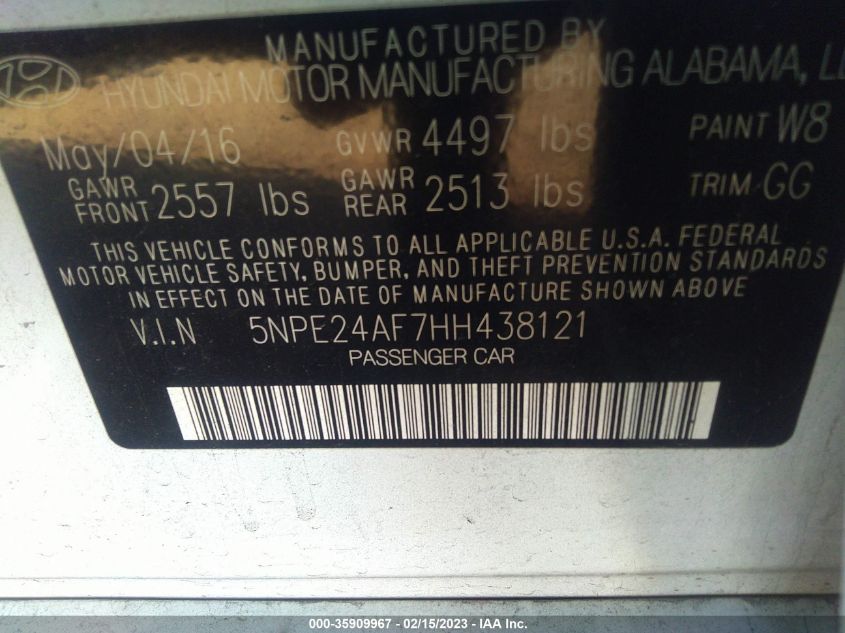 MANUFACTURED BY
HYUNDAI MOTOR MANUFACTURING ALABAMA, LL
May/04/16 GVWR 4497 lbs PAINT W8
GAWR FRONT 2557 lbs GAWR REAR 2513 lbs TRIM GG
THIS VEHICLE CONFORMS TO ALL APPLICABLE U.S.A. FEDERAL
MOTOR VEHICLE SAFETY, BUMPER, AND THEFT PREVENTION STANDARDS
IN EFFECT ON THE DATE OF MANUFACTURE SHOWN ABOVE
V.I.N 5NPE24AF7HH438121
PASSENGER CAR
000-35909967 - 02/15/2023 - IAA Inc.